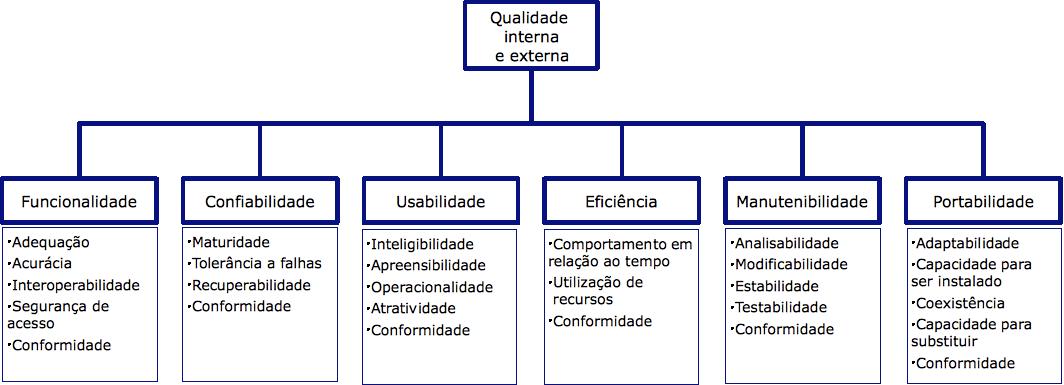 Qualidade
interna
e externa
Funcionalidade
·Adequação
·Acurácia
·Interoperabilidade
·Segurança de
acesso
·Conformidade
Confiabilidade
·Maturidade
·Tolerância a falhas
·Recuperabilidade
·Conformidade
Usabilidade
·Inteligibilidade
·Apreensibilidade
·Operacionalidade
·Atratividade
·Conformidade
Eficiência
·Comportamento em
relação ao tempo
·Utilização de
recursos
·Conformidade
Manutenibilidade
·Analisabilidade
·Modificabilidade
·Estabilidade
·Testabilidade
·Conformidade
Portabilidade
·Adaptabilidade
·Capacidade para
ser instalado
·Coexistência
·Capacidade para
substituir
·Conformidade